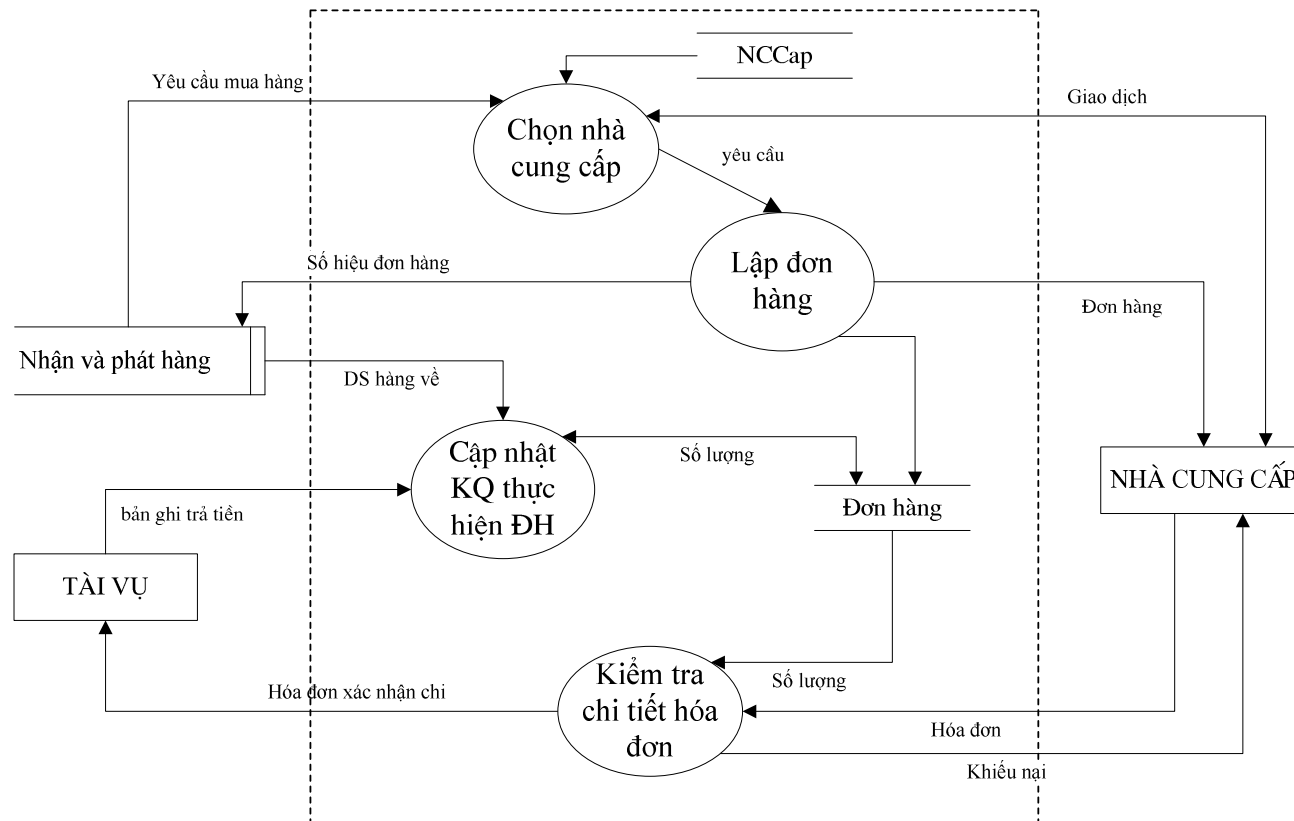 NCCap
Yêu cầu mua hàng
Giao dịch
Chọn nhà
cung cấp
yêu cầu
Số hiệu đơn hàng
Lập đơn
hàng
Đơn hàng
Nhận và phát hàng
DS hàng về
Cập nhật
KQ thực
hiện ĐH
Số lượng
NHÀ CUNG CẤP
bản ghi trả tiền
Đơn hàng
TÀI VỤ
Kiểm tra
chi tiết hóa
đơn
Số lượng
Hóa đơn xác nhận chi
Hóa đơn
Khiếu nại